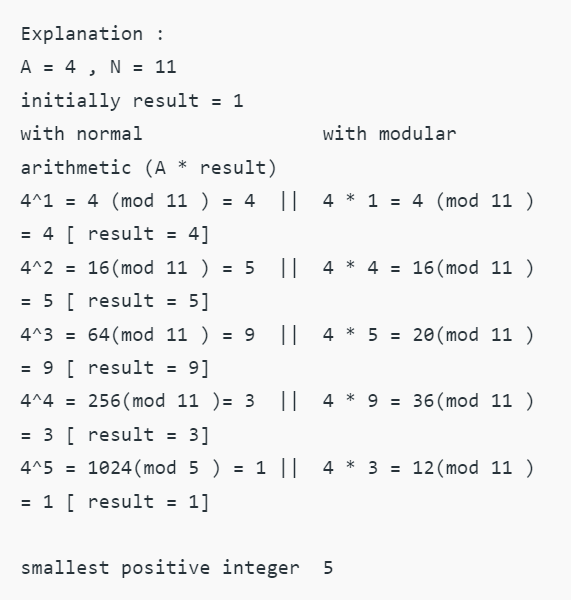 Explanation :
A = 4 , N = 11
initially result = 1
with normal                with modular
arithmetic (A * result)
4^1 = 4 (mod 11 ) = 4  ||  4 * 1 = 4 (mod 11 )
= 4 [ result = 4]
4^2 = 16(mod 11 ) = 5  ||  4 * 4 = 16(mod 11 )
= 5 [ result = 5]
4^3 = 64(mod 11 ) = 9  ||  4 * 5 = 20(mod 11 )
= 9 [ result = 9]
4^4 = 256(mod 11 )= 3  ||  4 * 9 = 36(mod 11 )
= 3 [ result = 3]
4^5 = 1024(mod 5 ) = 1 ||  4 * 3 = 12(mod 11 )
= 1 [ result = 1]
smallest positive integer  5